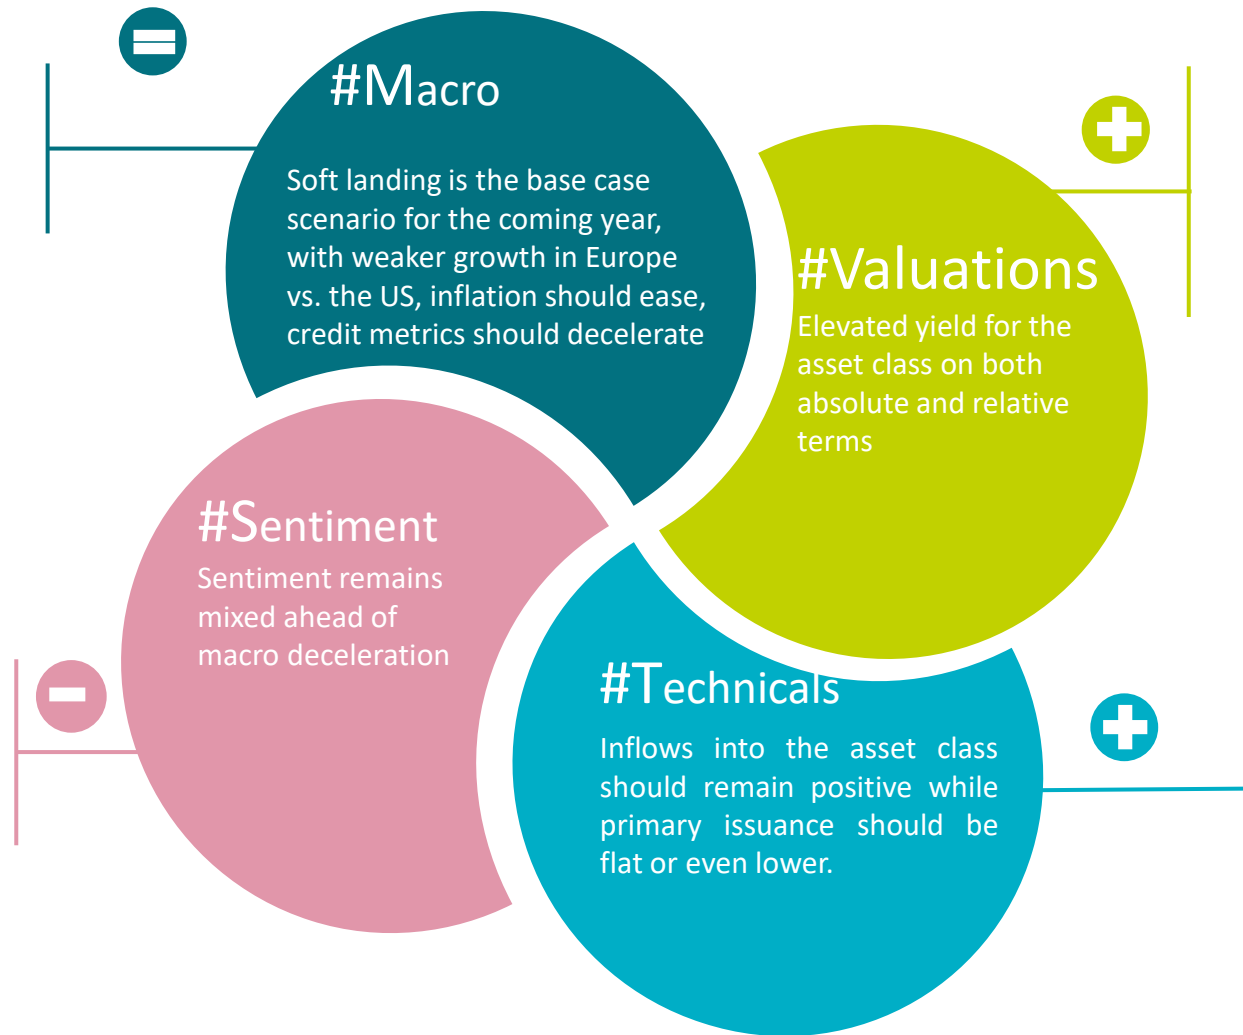 #Macro
Soft landing is the base case
scenario for the coming year,
with weaker growth in Europe
vs. the US, inflation should ease,
credit metrics should decelerate
#Valuations
Elevated yield for the
asset class on both
absolute and relative
terms
#Sentiment
Sentiment remains
mixed ahead of
macro deceleration
#Technicals
Inflows into the asset class
should remain positive while
primary issuance should be
flat or even lower.